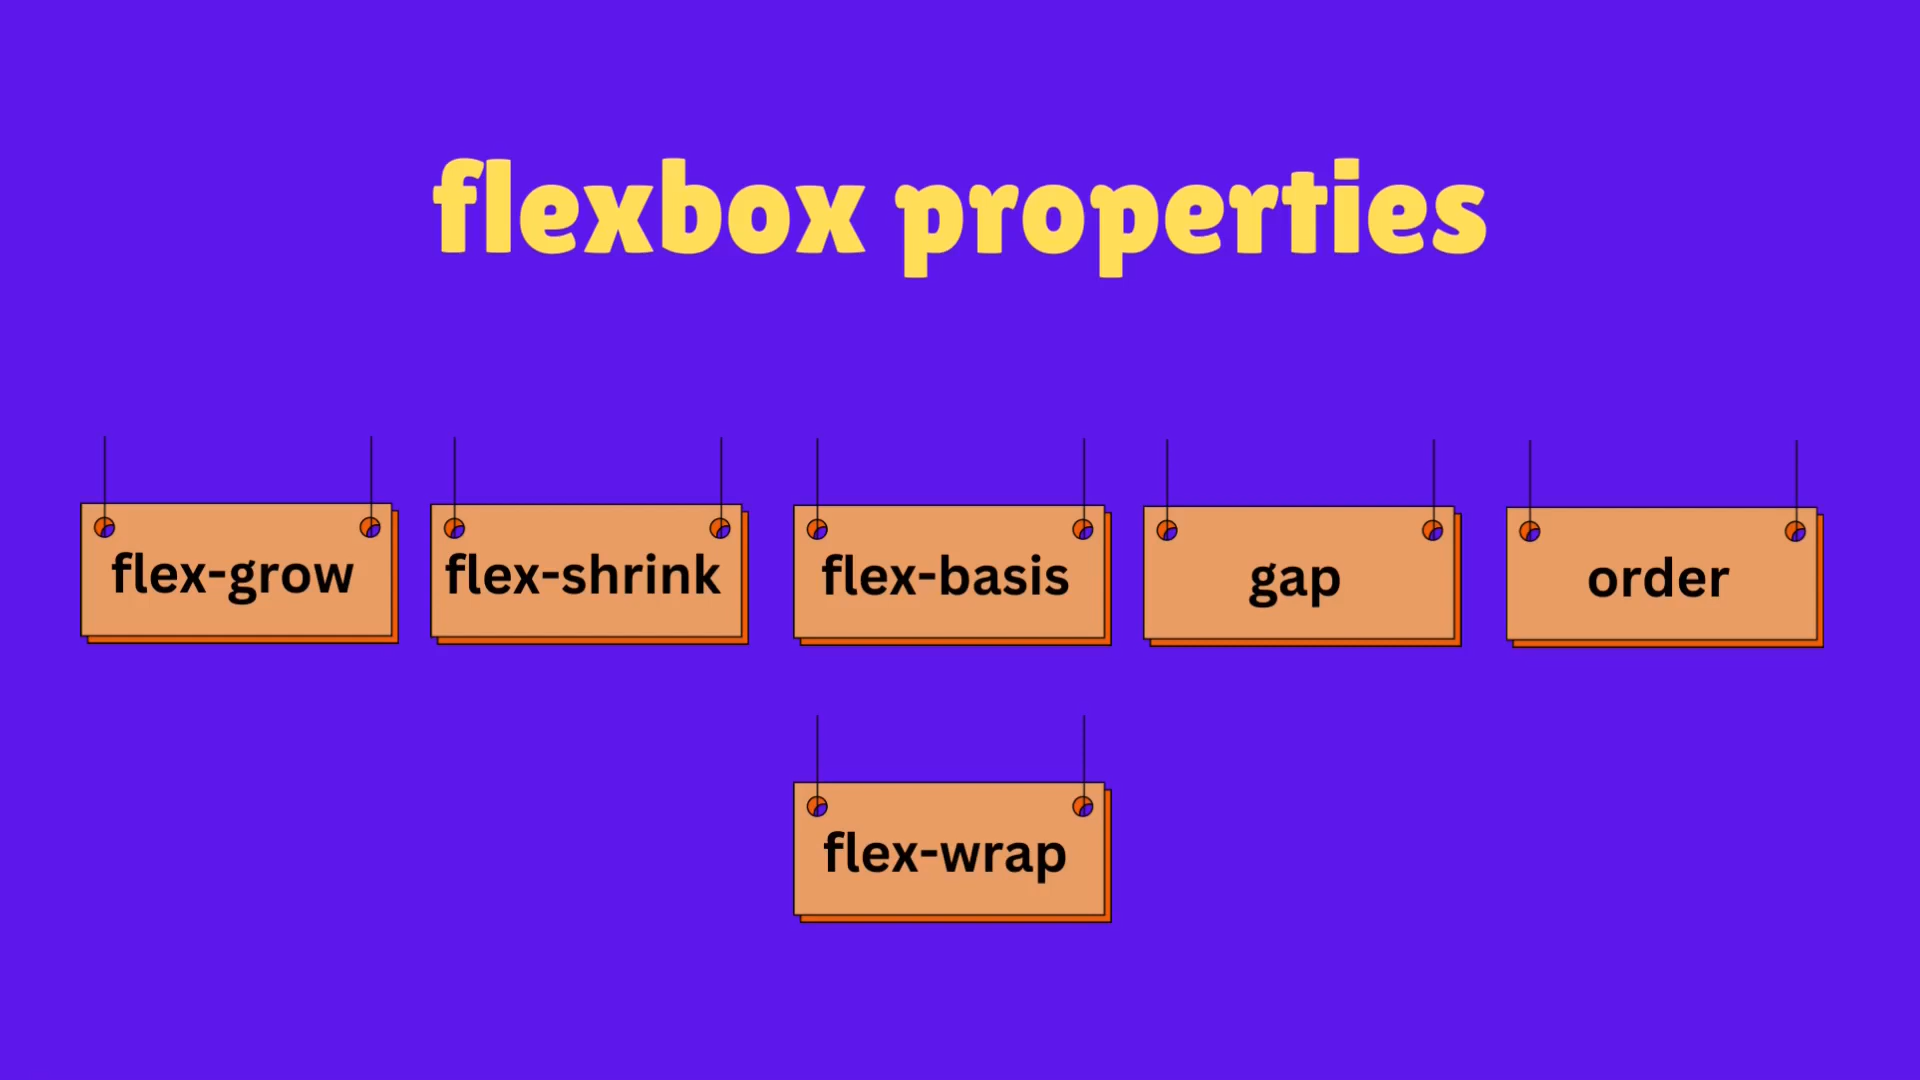 flexbox properties
flex-grow
flex-shrink
flex-basis
gap
order
flex-wrap